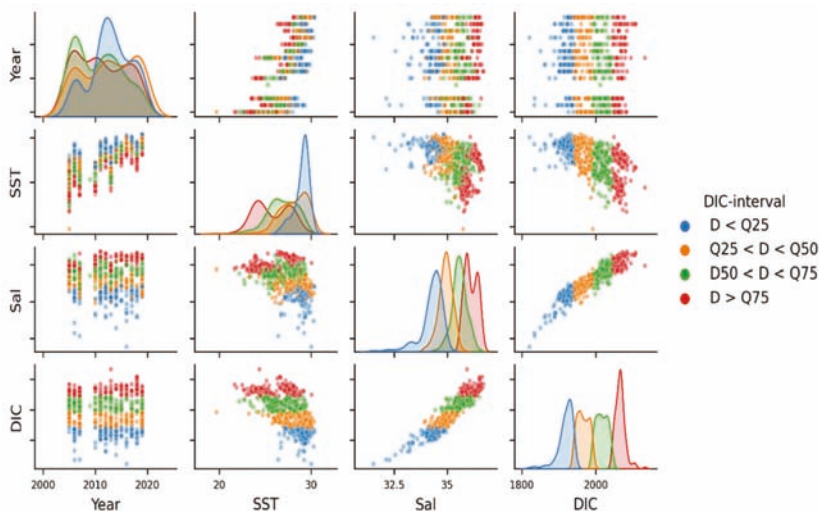 Year
SST
Sal
DIC
DIC-interval
D < Q25
Q25 < D < Q50
D50 < D < Q75
D > Q75
2000 2010 2020 20 30 32.5 35 1800 2000
Year SST Sal DIC